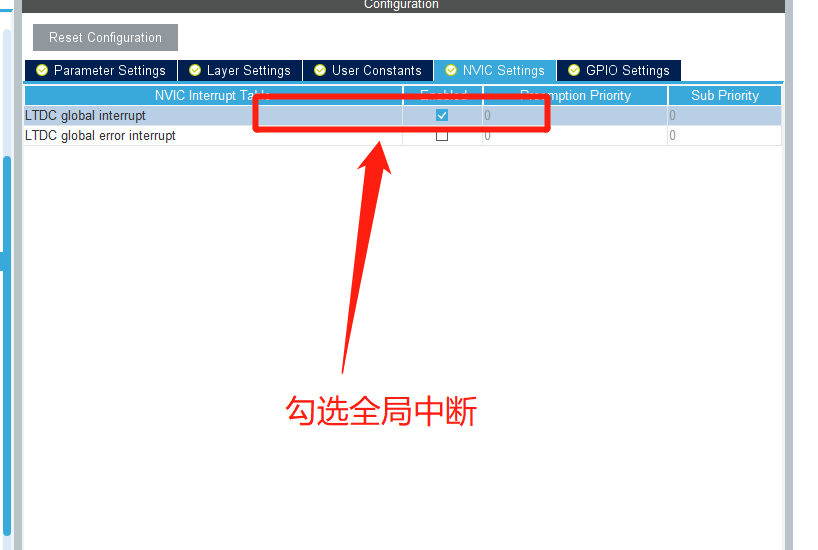 Configuration
Reset Configuration
Parameter Settings Layer Settings User Constants NVIC Settings GPIO Settings
NVIC Interrupt Table Enabled Preemption Priority Sub Priority
LTDC global interrupt 0 0
LTDC global error interrupt 0 0
勾选全局中断